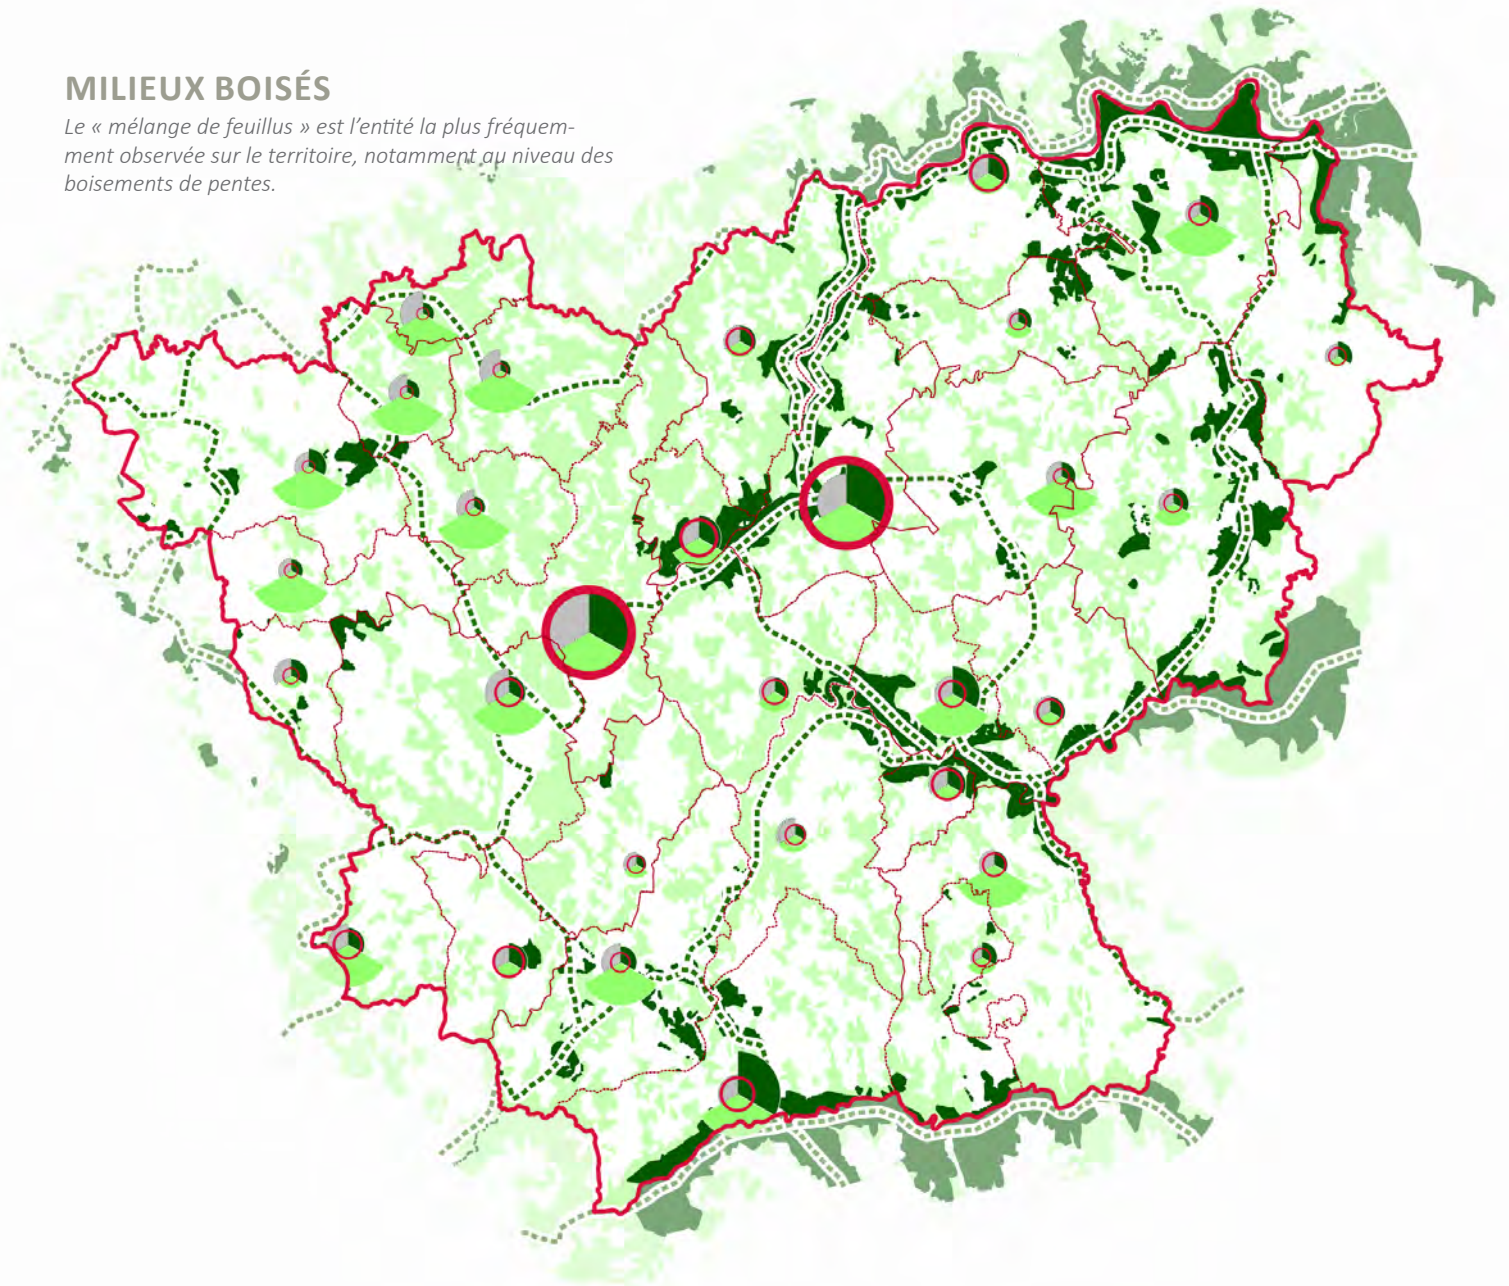 MILIEUX BOISÉS
Le « mélange de feuillus » est l’entité la plus fréquem-
ment observée sur le territoire, notamment au niveau des
boisements de pentes.